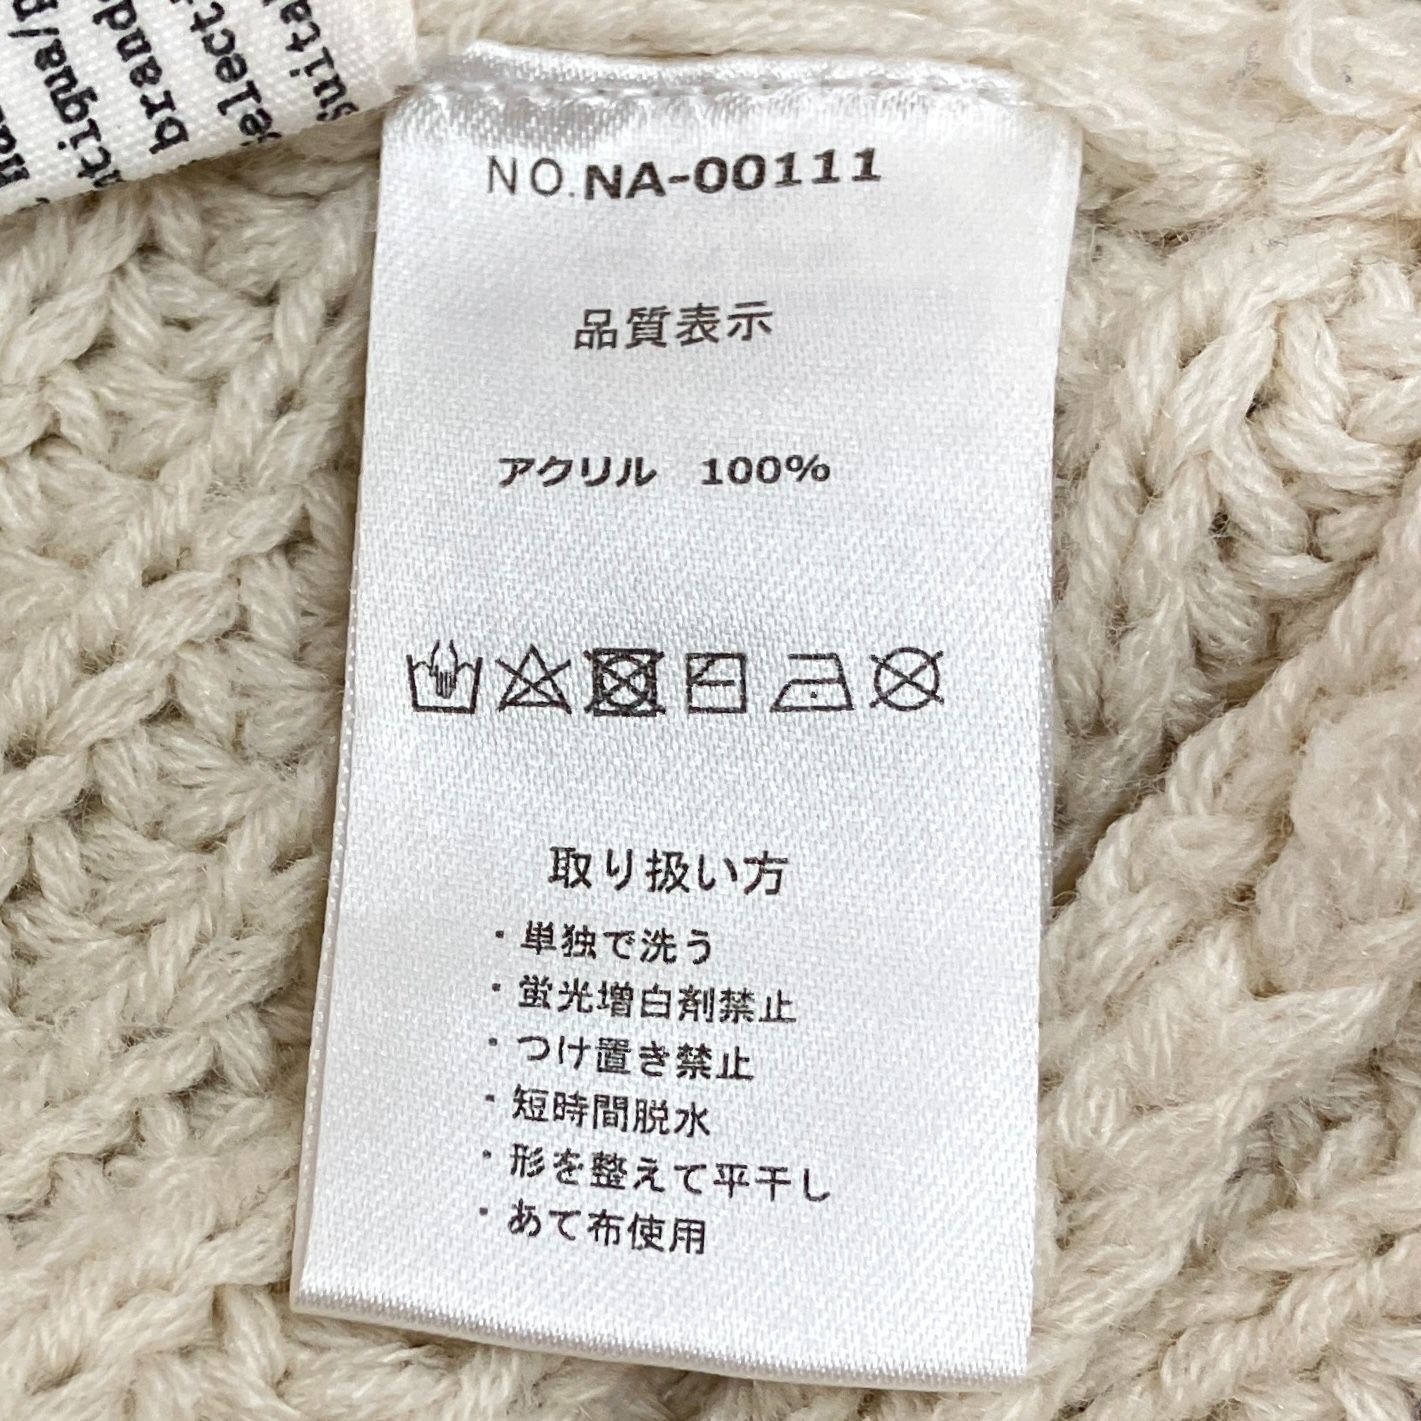 brand
NO.NA-00111
品質表示
アクリル 100%
取り扱い方
・単独で洗う
・蛍光増白剤禁止
・つけ置き禁止
・短時間脱水
・形を整えて平干し
・あて布使用